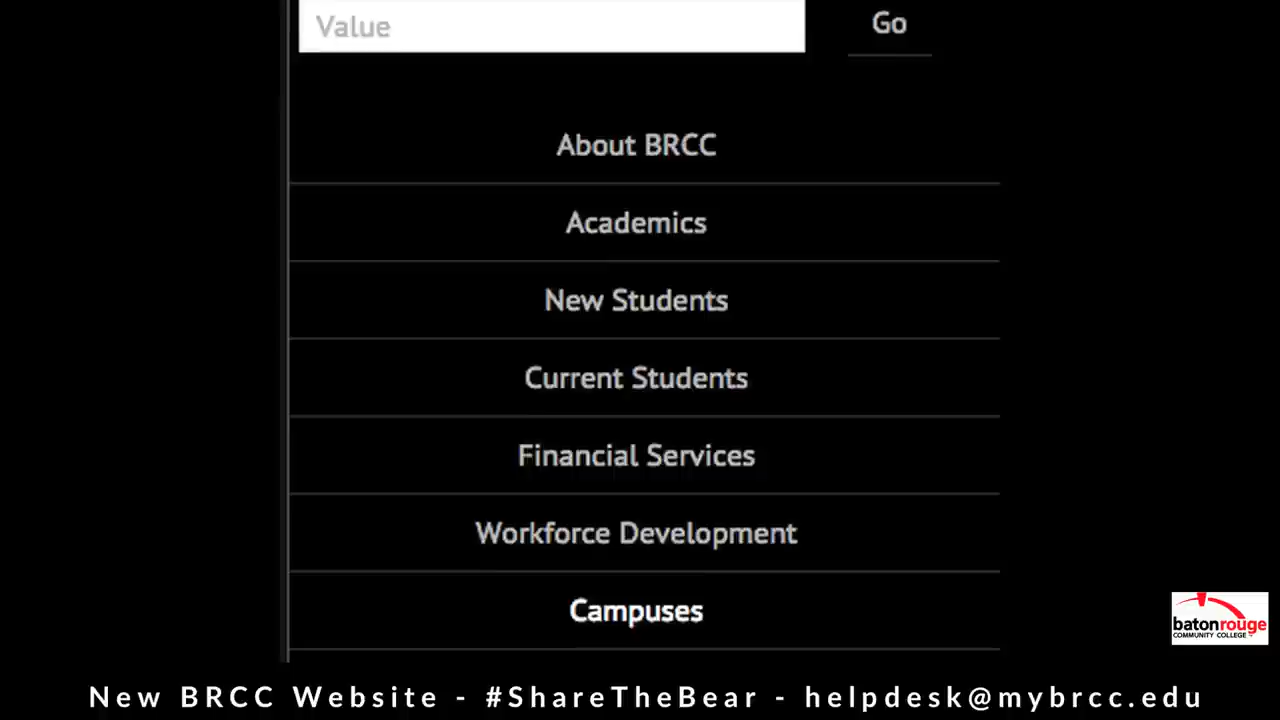 Value
Go
About BRCC
Academics
New Students
Current Students
Financial Services
Workforce Development
Campuses
batonrouge
COMMUNITY COLLEGE
New BRCC Website - #ShareTheBear - helpdesk@mybrcc.edu